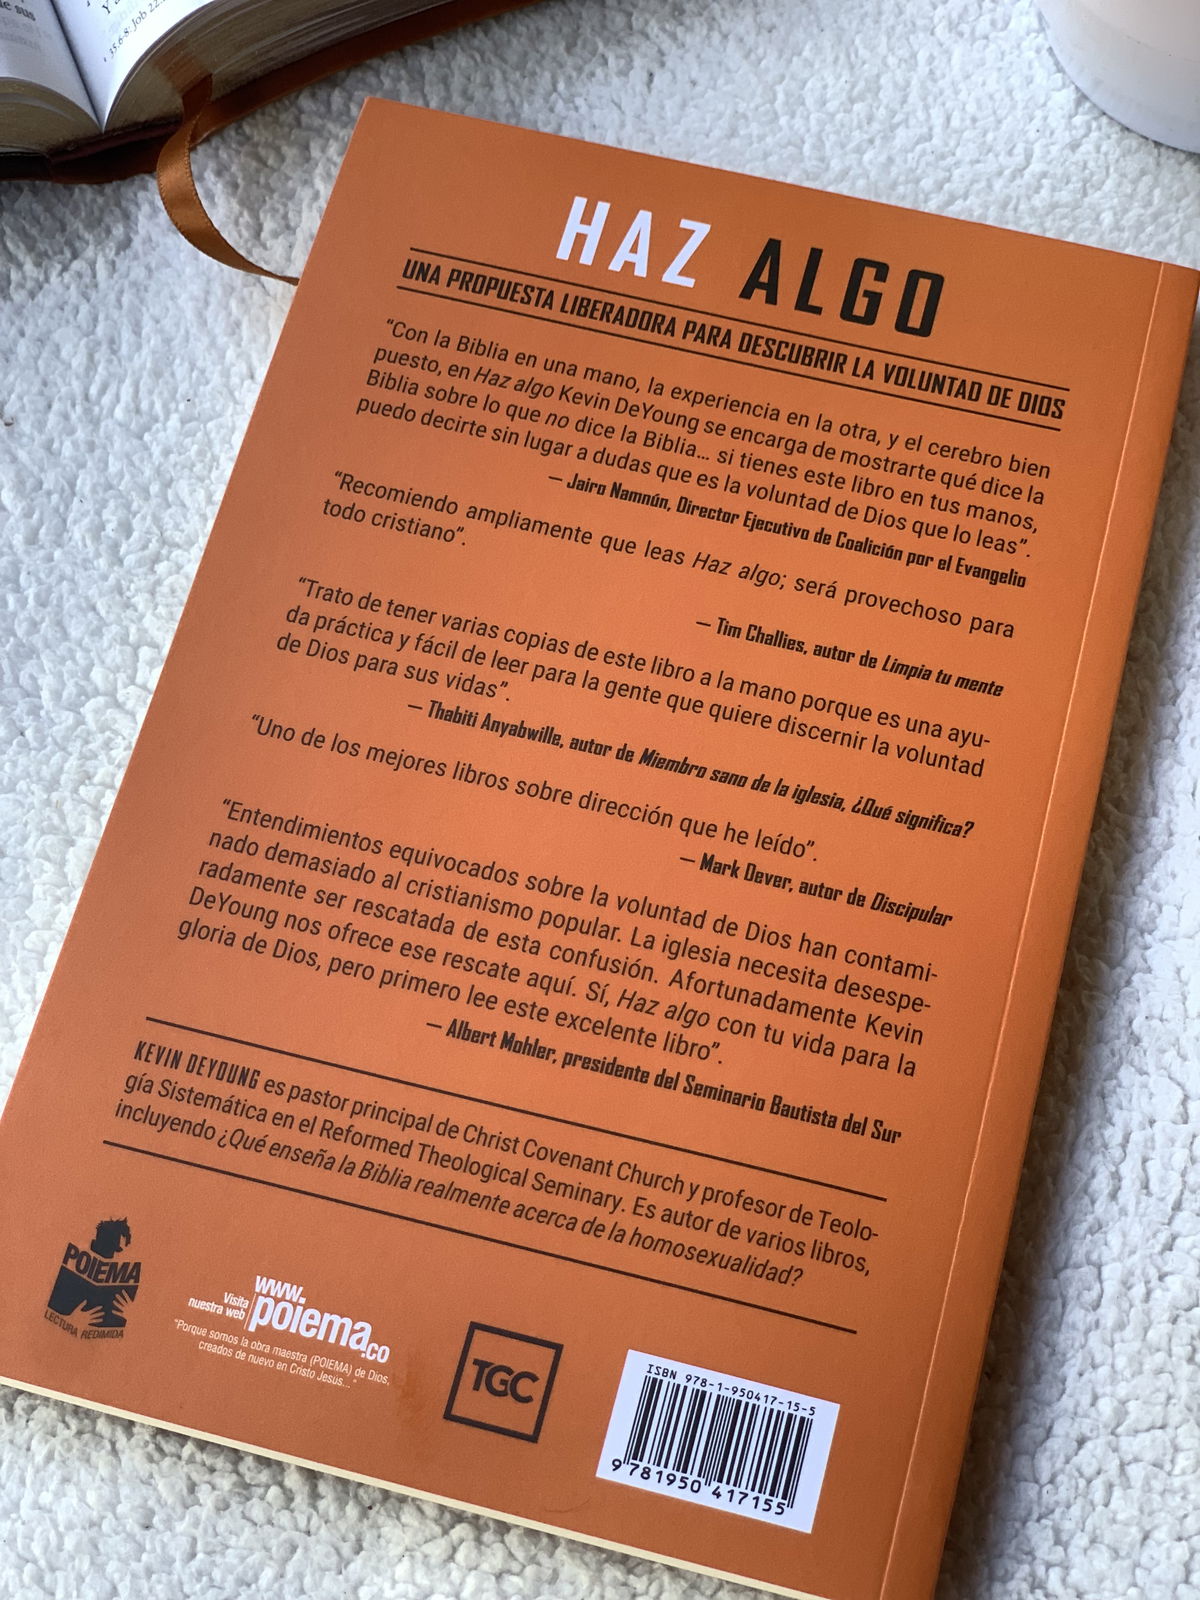 de sus
35.6-8: Job 22.
HAZ ALGO
UNA PROPUESTA LIBERADORA PARA DESCUBRIR LA VOLUNTAD DE DIOS
“Con la Biblia en una mano, la experiencia en la otra, y el cerebro bien
puesto, en Haz algo Kevin DeYoung se encarga de mostrarte qué dice la
Biblia sobre lo que no dice la Biblia... si tienes este libro en tus manos,
puedo decirte sin lugar a dudas que es la voluntad de Dios que lo leas”.
— Jairo Namnún, Director Ejecutivo de Coalición por el Evangelio
“Recomiendo ampliamente que leas Haz algo; será provechoso para
todo cristiano”.
— Tim Challies, autor de Limpia tu mente
“Trato de tener varias copias de este libro a la mano porque es una ayu-
da práctica y fácil de leer para la gente que quiere discernir la voluntad
de Dios para sus vidas”.
— Thabiti Anyabwille, autor de Miembro sano de la iglesia, ¿Qué significa?
“Uno de los mejores libros sobre dirección que he leído”.
— Mark Dever, autor de Discipular
“Entendimientos equivocados sobre la voluntad de Dios han contami-
nado demasiado al cristianismo popular. La iglesia necesita desespe-
radamente ser rescatada de esta confusión. Afortunadamente Kevin
DeYoung nos ofrece ese rescate aquí. Sí, Haz algo con tu vida para la
gloria de Dios, pero primero lee este excelente libro”.
— Albert Mohler, presidente del Seminario Bautista del Sur
KEVIN DEYOUNG es pastor principal de Christ Covenant Church y profesor de Teolo-
gía Sistemática en el Reformed Theological Seminary. Es autor de varios libros,
incluyendo ¿Qué enseña la Biblia realmente acerca de la homosexualidad?
POIEMA
LECTURA REDIMIDA
Visita
nuestra web
www.
poiema.co
“Porque somos la obra maestra (POIEMA) de Dios,
creados de nuevo en Cristo Jesús...”
TGC
ISBN 978-1-950417-15-5
9 781950 417155